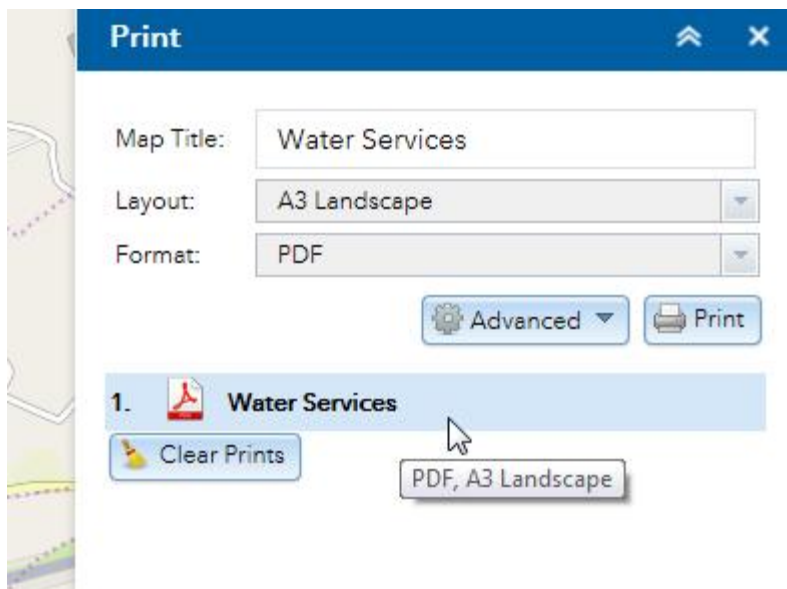 Print
Map Title: Water Services
Layout: A3 Landscape
Format: PDF
Advanced Print
1. Water Services
Clear Prints
PDF, A3 Landscape